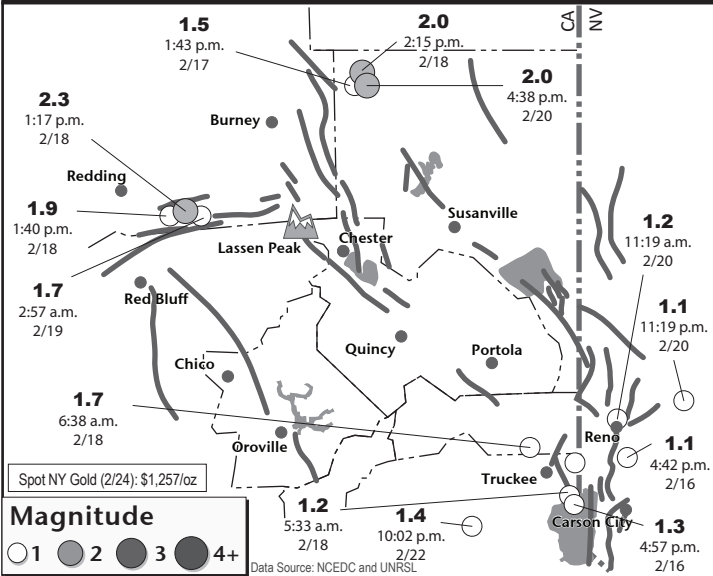 CA
NV
1.5
1:43 p.m.
2/17
2.0
2:15 p.m.
2/18
2.0
4:38 p.m.
2/20
2.3
1:17 p.m.
2/18
Burney
Redding
1.9
1:40 p.m.
2/18
Susanville
Lassen Peak
Chester
1.2
11:19 a.m.
2/20
1.7
2:57 a.m.
2/19
Red Bluff
1.1
11:19 p.m.
2/20
Quincy
Portola
Chico
1.7
6:38 a.m.
2/18
Oroville
Reno
1.1
4:42 p.m.
2/16
Truckee
Spot NY Gold (2/24): $1,257/oz
1.2
5:33 a.m.
2/18
1.4
10:02 p.m.
2/22
Carson City
1.3
4:57 p.m.
2/16
Magnitude
1 2 3 4+
Data Source: NCEDC and UNRSL